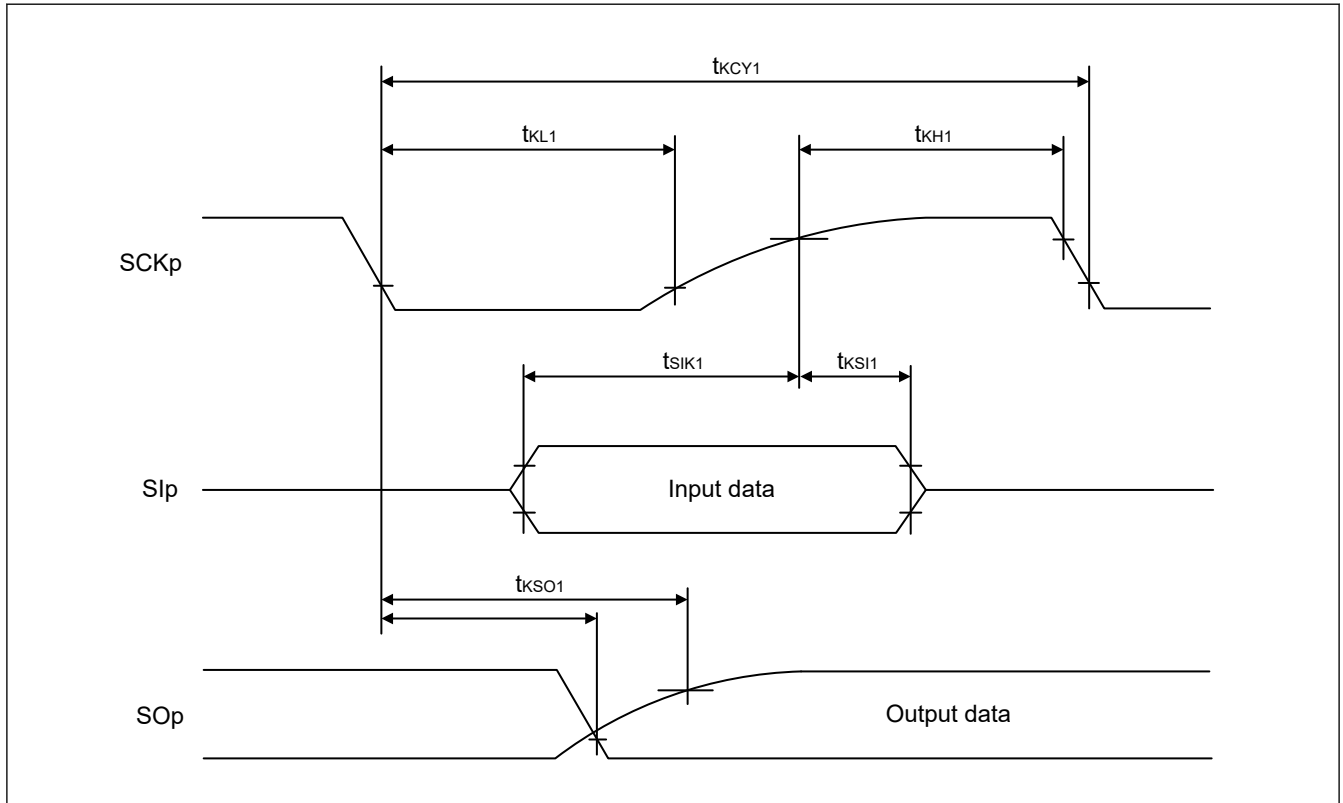 tKCY1
tKL1
tKH1
SCKp
tSIK1
tKSI1
SIp
Input data
tKSO1
SOp
Output data